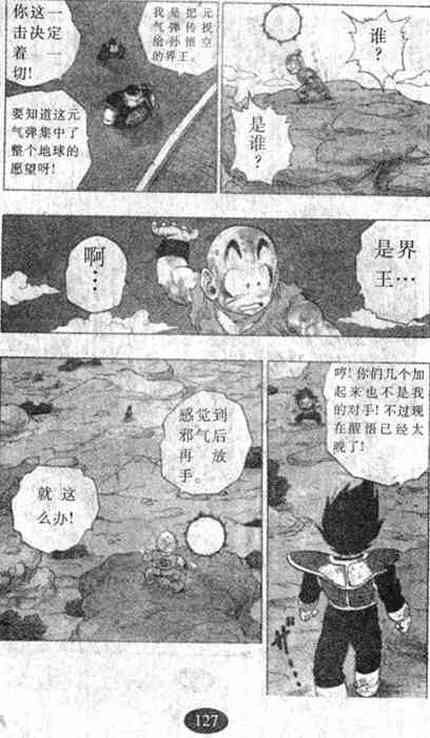 谁?
是
谁?
我是把元
气弹传授
给孙悟空
的界王。
你这一
击决定
着一
切!
要知道这元
气弹集中了
整个地球的
愿望呀!
是界
王…
啊
…
哼!你们几个加
起来也不是我
的对手!不过现
在醒悟已经太
晚了!
感觉到
邪气后
再放
手。
就这
么办!
127